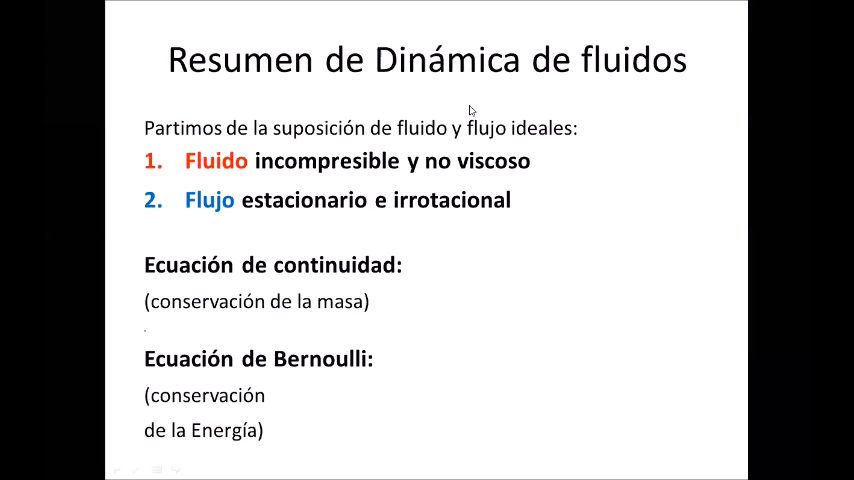 Resumen de Dinámica de fluidos
Partimos de la suposición de fluido y flujo ideales:
1. Fluido incompresible y no viscoso
2. Flujo estacionario e irrotacional
Ecuación de continuidad:
(conservación de la masa)
.
Ecuación de Bernoulli:
(conservación
de la Energía)